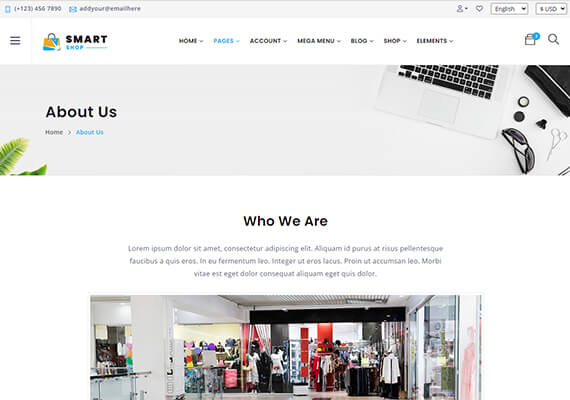 (+123) 456 7890 addyour@emailhere English $ USD
SMART
SHOP
HOME PAGES ACCOUNT MEGA MENU BLOG SHOP ELEMENTS
About Us
Home > About Us
Who We Are
Lorem ipsum dolor sit amet, consectetur adipiscing elit. Aliquam id purus at risus pellentesque
faucibus a quis eros. In eu fermentum leo. Integer ut eros lacus. Proin ut accumsan leo. Morbi
vitae est eget dolor consequat aliquam eget quis dolor.